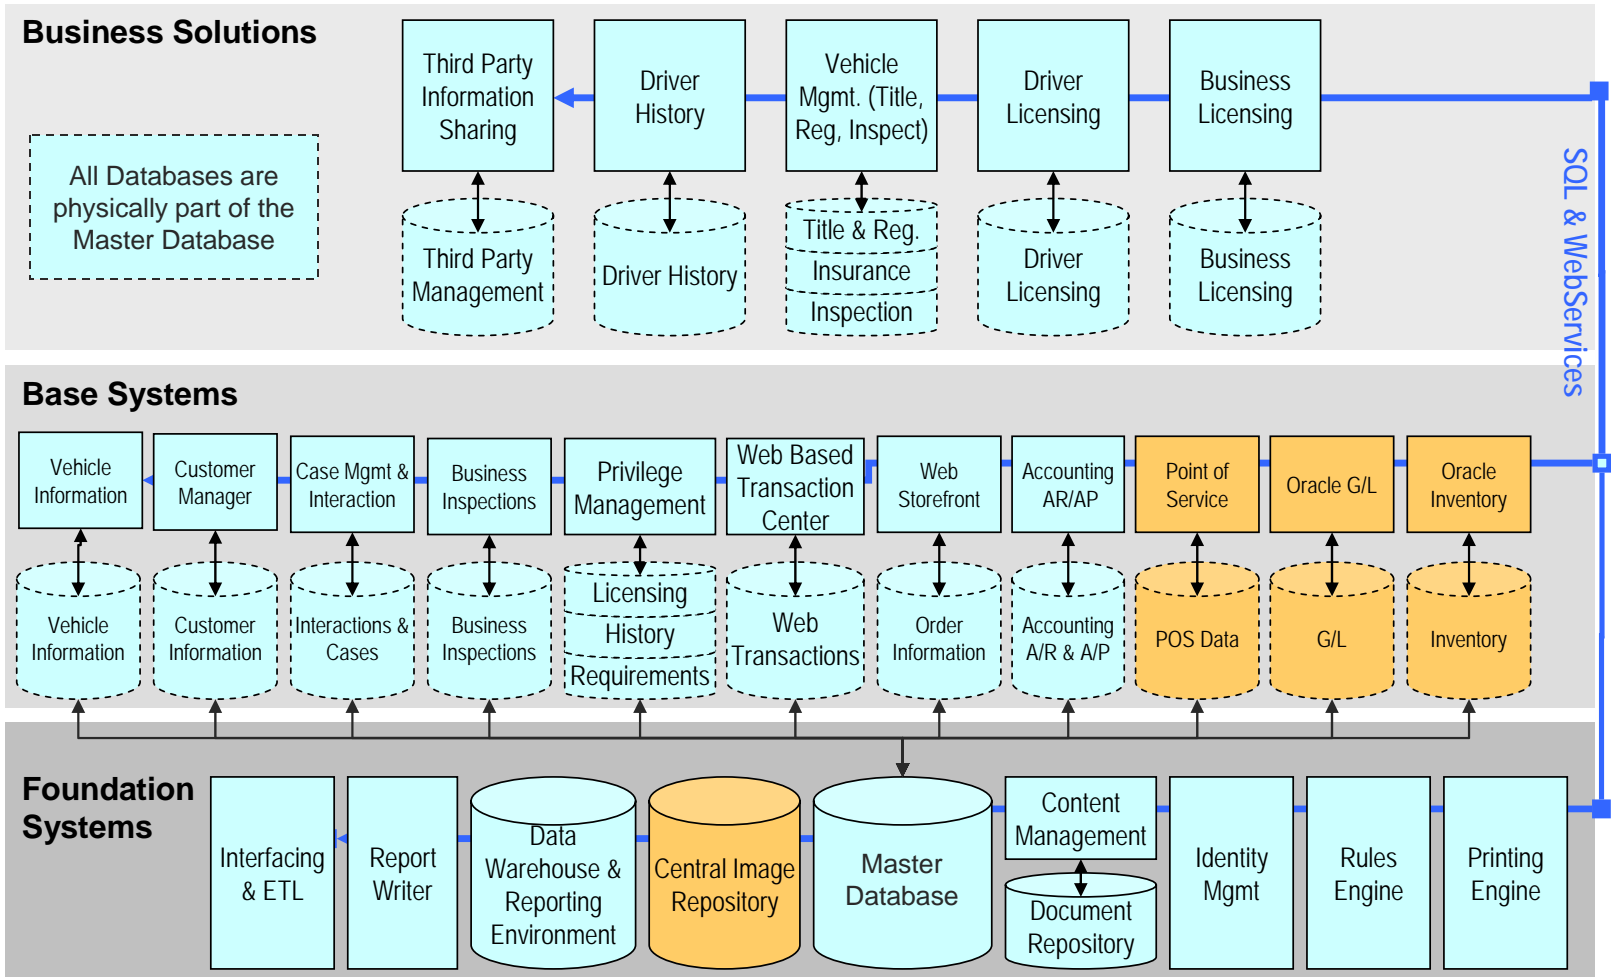 Business Solutions
Third Party
Information
Sharing
Driver
History
Vehicle
Mgmt. (Title,
Reg, Inspect)
Driver
Licensing
Business
Licensing
All Databases are
physically part of the
Master Database
Third Party
Management
Driver History
Title & Reg.
Insurance
Inspection
Driver
Licensing
Business
Licensing
SQL & WebServices
Base Systems
Vehicle
Information
Customer
Manager
Case Mgmt &
Interaction
Business
Inspections
Privilege
Management
Web Based
Transaction
Center
Web
Storefront
Accounting
AR/AP
Point of
Service
Oracle G/L
Oracle
Inventory
Vehicle
Information
Customer
Information
Interactions &
Cases
Business
Inspections
Licensing
History
Requirements
Web
Transactions
Order
Information
Accounting
A/R & A/P
POS Data
G/L
Inventory
Foundation
Systems
Interfacing
& ETL
Report
Writer
Data
Warehouse &
Reporting
Environment
Central Image
Repository
Master
Database
Content
Management
Document
Repository
Identity
Mgmt
Rules
Engine
Printing
Engine